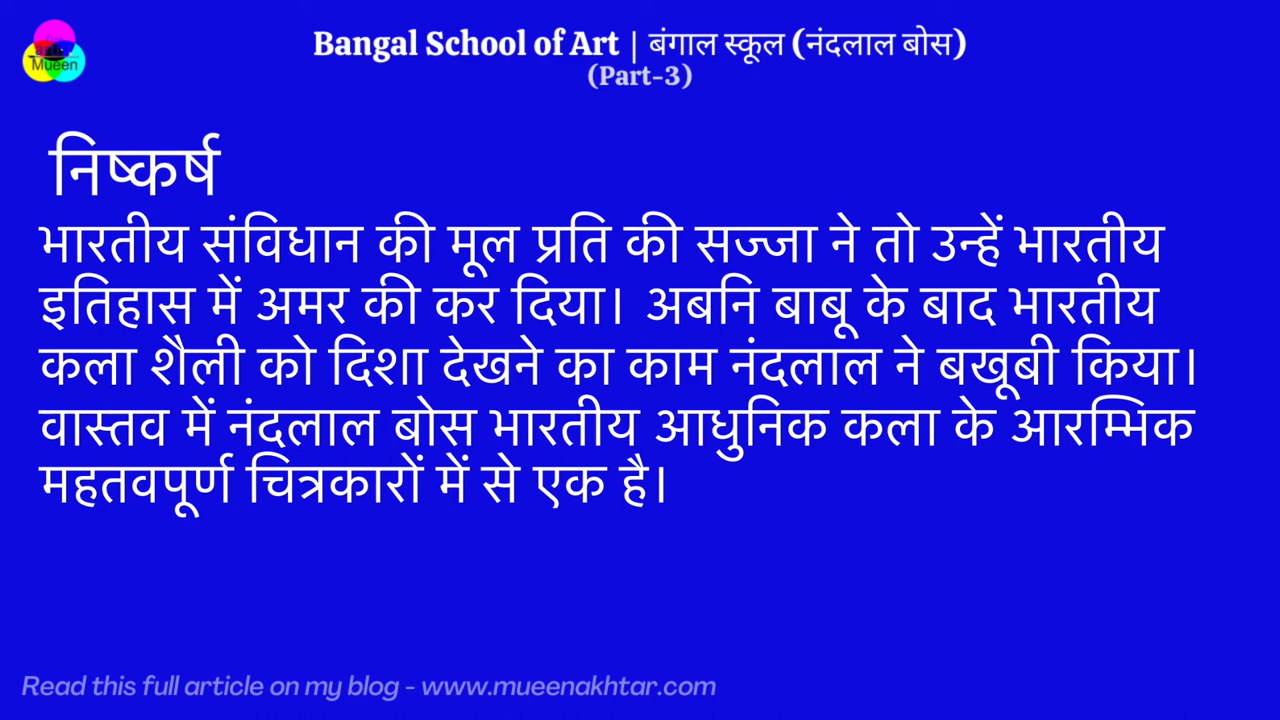 Bangal School of Art | बंगाल स्कूल (नंदलाल बोस)
(Part-3)
Mueen
निष्कर्ष
भारतीय संविधान की मूल प्रति की सज्जा ने तो उन्हें भारतीय
इतिहास में अमर की कर दिया। अबनि बाबू के बाद भारतीय
कला शैली को दिशा देखने का काम नंदलाल ने बखूबी किया।
वास्तव में नंदलाल बोस भारतीय आधुनिक कला के आरम्भिक
महतवपूर्ण चित्रकारों में से एक है।
Read this full article on my blog - www.mueenakhtar.com